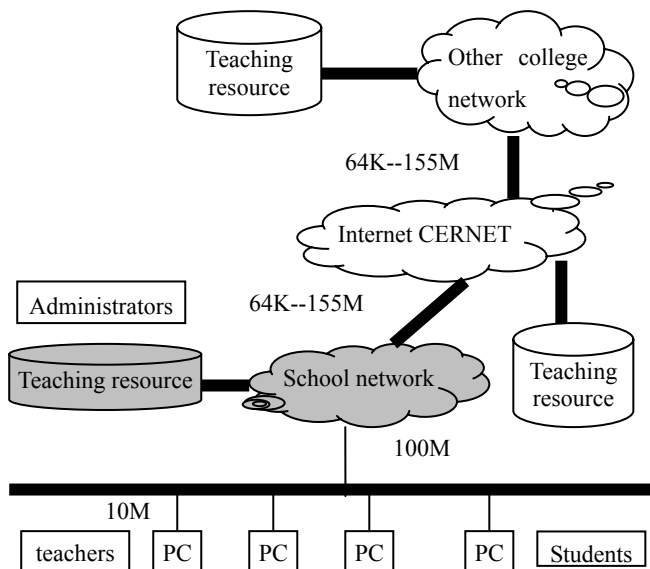 Teaching
resource
Other college
network
64K--155M
Internet CERNET
Administrators
64K--155M
Teaching resource
School network
Teaching
resource
100M
10M
teachers
PC
PC
PC
PC
Students